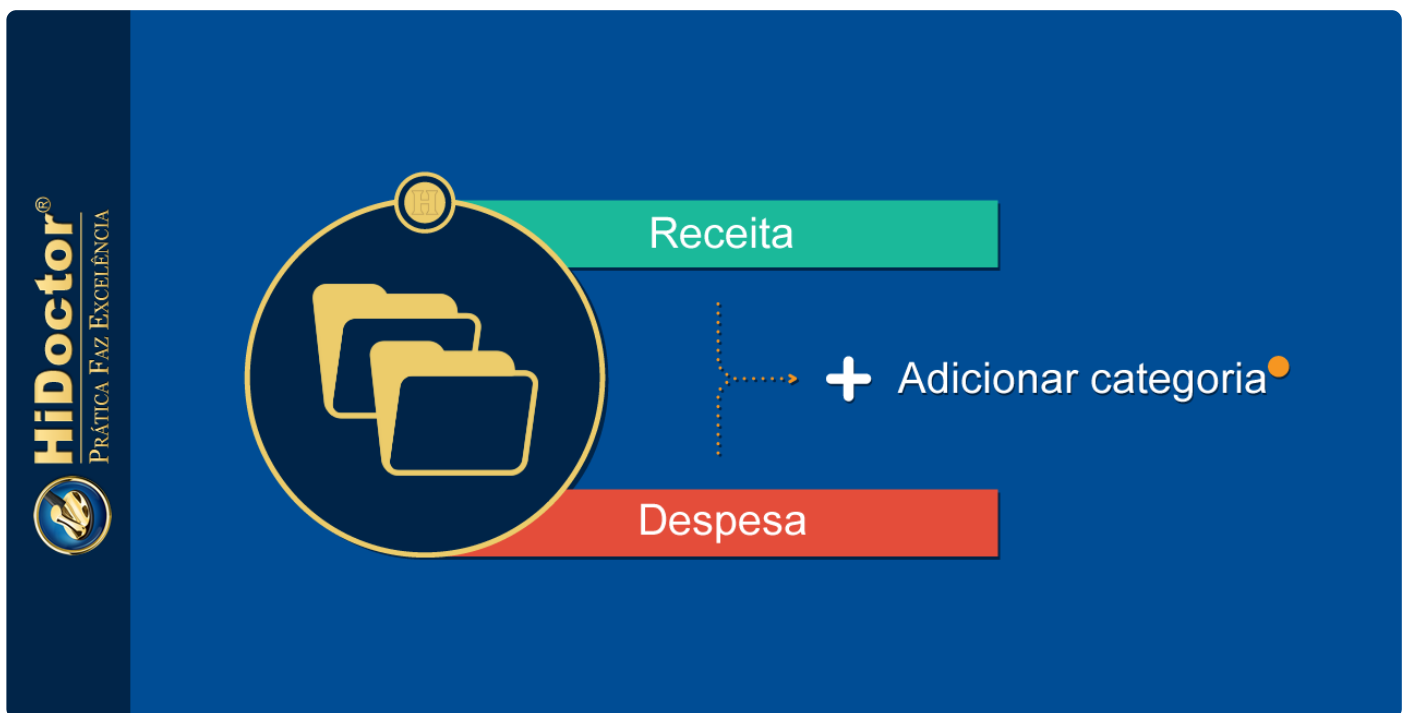 HiDoctor®
PRÁTICA FAZ EXCELÊNCIA
H
Receita
Adicionar categoria
Despesa